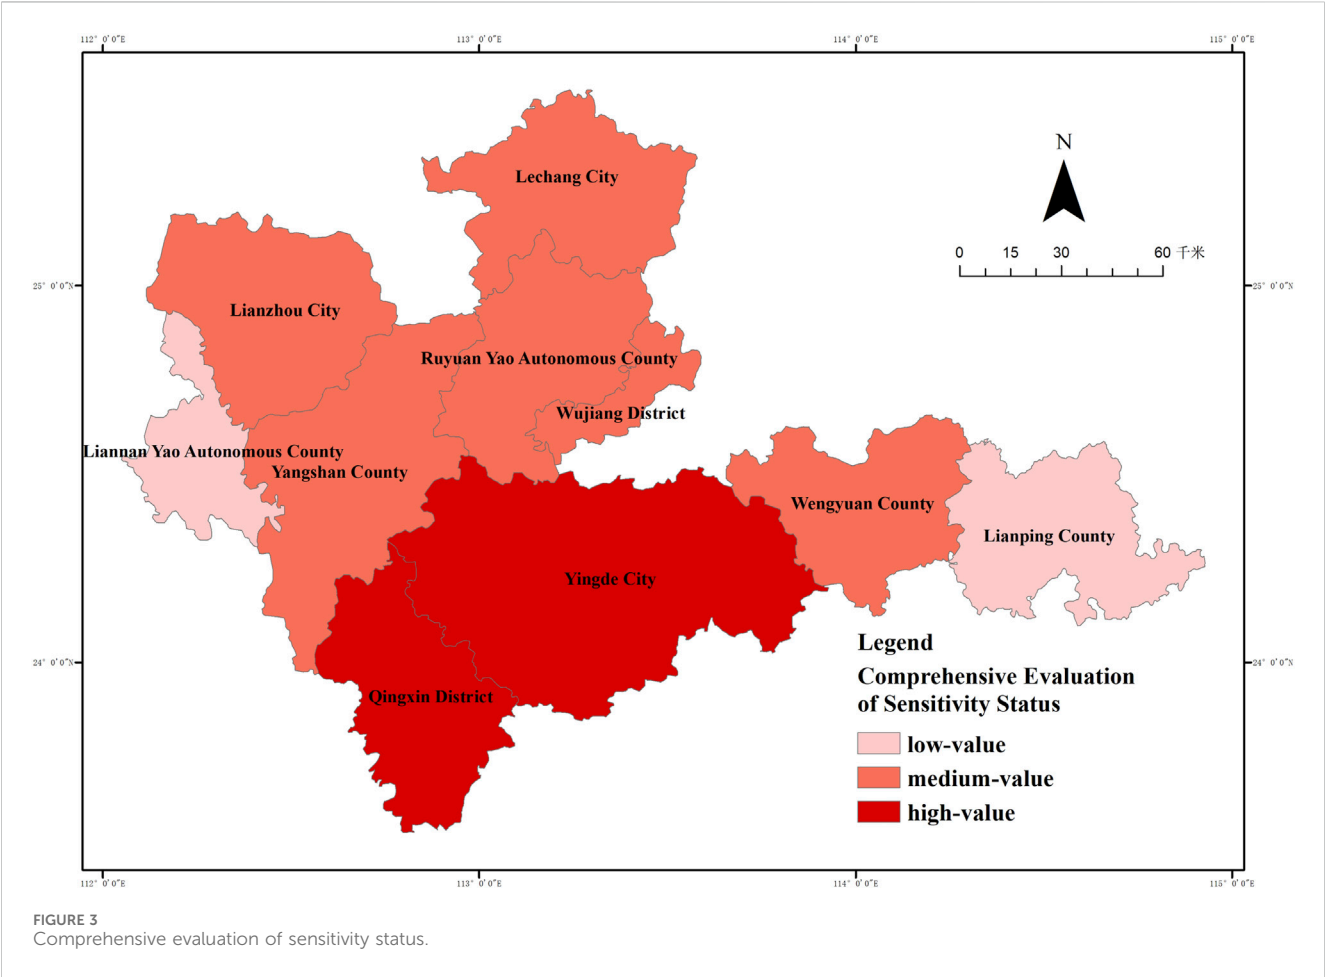 112° 0′0″E
113° 0′0″E
114° 0′0″E
115° 0′0″E
N
Lechang City
0 15 30 60 千米
25° 0′0″N
25° 0′0″N
Lianzhou City
Ruyuan Yao Autonomous County
Wujiang District
Liannan Yao Autonomous County
Yangshan County
Wengyuan County
Lianping County
Yingde City
24° 0′0″N
24° 0′0″N
Qingxin District
Legend
Comprehensive Evaluation
of Sensitivity Status
low-value
medium-value
high-value
112° 0′0″E
113° 0′0″E
114° 0′0″E
115° 0′0″E
FIGURE 3
Comprehensive evaluation of sensitivity status.